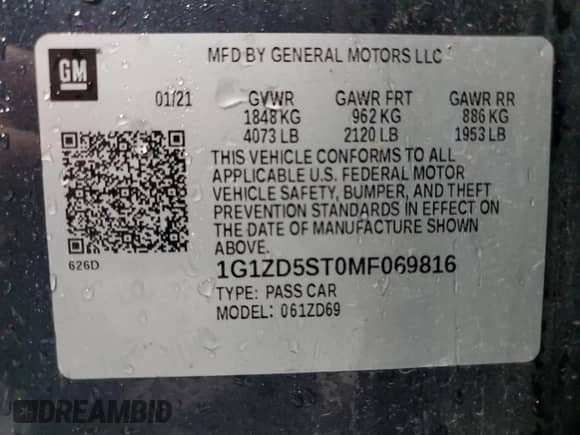 GM
MFD BY GENERAL MOTORS LLC
01/21 GVWR GAWR FRT GAWR RR
1848 KG 962 KG 886 KG
4073 LB 2120 LB 1953 LB
THIS VEHICLE CONFORMS TO ALL
APPLICABLE U.S. FEDERAL MOTOR
VEHICLE SAFETY, BUMPER, AND THEFT
PREVENTION STANDARDS IN EFFECT ON
THE DATE OF MANUFACTURE SHOWN
ABOVE.
626D
1G1ZD5ST0MF069816
TYPE: PASS CAR
MODEL: 061ZD69
DREAMBID